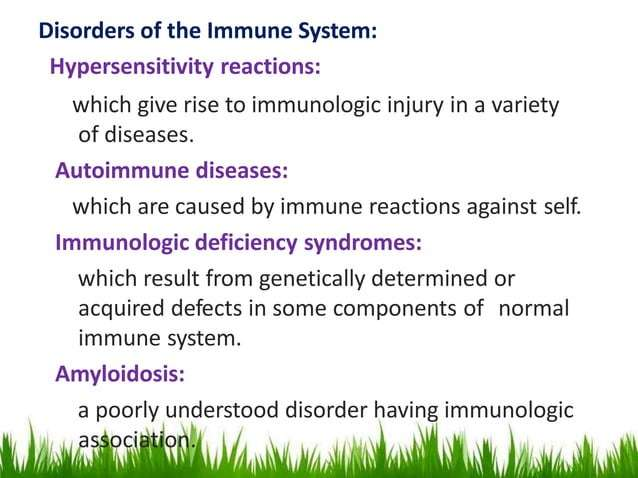 Disorders of the Immune System:
Hypersensitivity reactions:
which give rise to immunologic injury in a variety
of diseases.
Autoimmune diseases:
which are caused by immune reactions against self.
Immunologic deficiency syndromes:
which result from genetically determined or
acquired defects in some components of normal
immune system.
Amyloidosis:
a poorly understood disorder having immunologic
association.